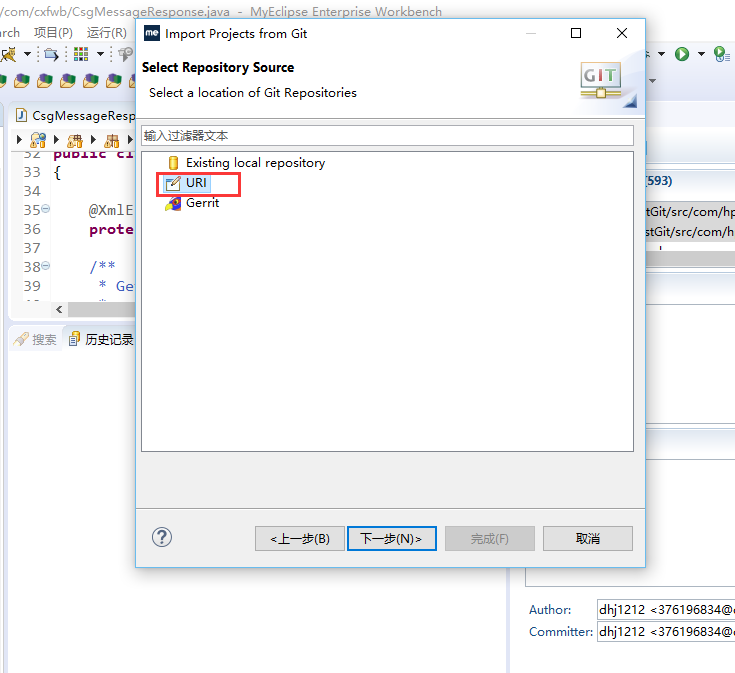 /com/cxfwb/CsgMessageResponse.java - MyEclipse Enterprise Workbench
arch 项目(P) 运行(R)
me Import Projects from Git
Select Repository Source
Select a location of Git Repositories
GIT
CsgMessageResp
输入过滤器文本
Existing local repository
URI
Gerrit
32 public cl
33 {
34
35 @XmlE
36 prote
37
38 /**
39 * Ge
*
(593)
tGit/src/com/hp
stGit/src/com/h
搜索 历史记录
? <上一步(B) 下一步(N)> 完成(F) 取消
Author: dhj1212 <376196834@
Committer: dhj1212 <376196834@